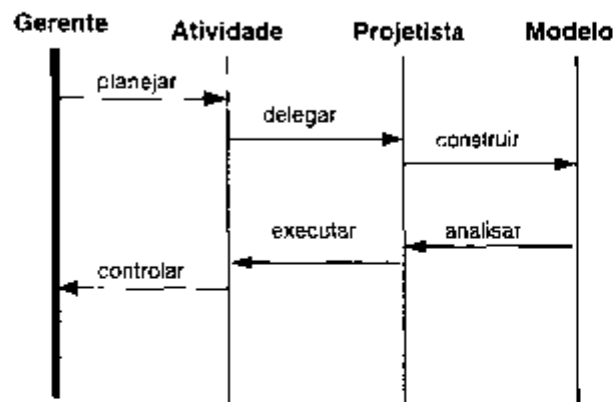 Gerente Atividade Projetista Modelo
planejar
delegar
construir
executar analisar
controlar